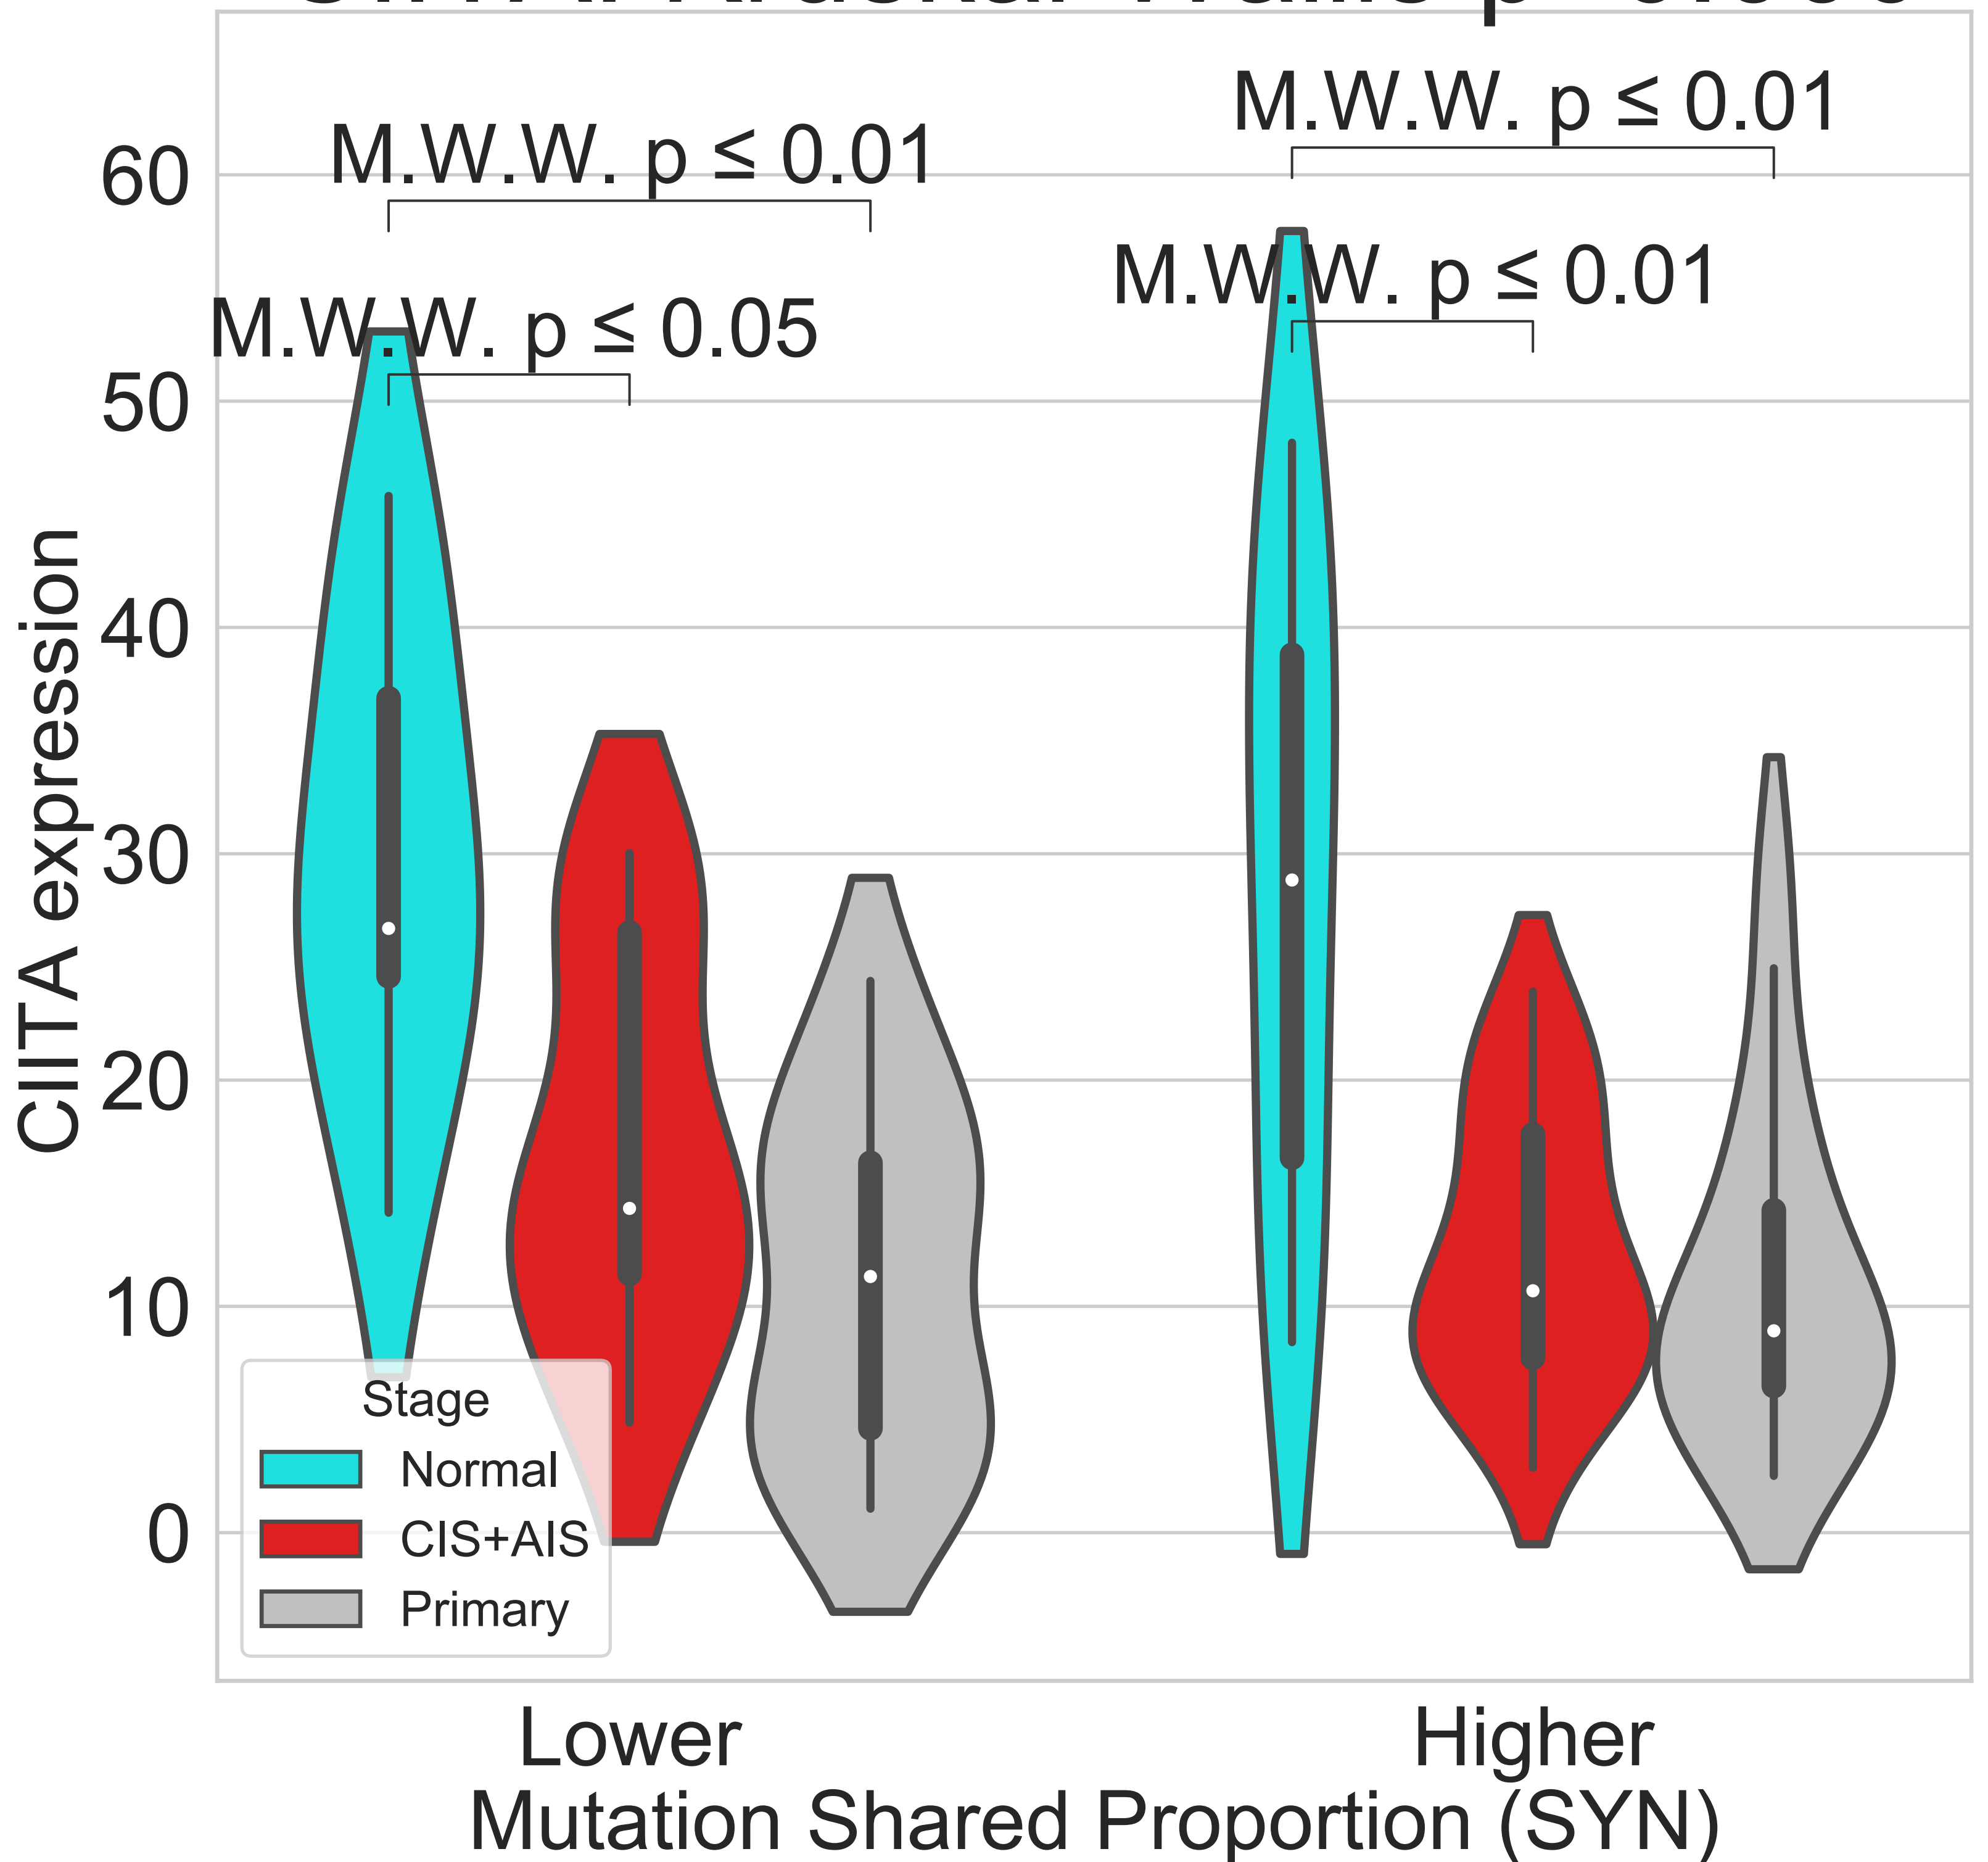 M.W.W. p ≤ 0.01
M.W.W. p ≤ 0.01
M.W.W. p ≤ 0.01
M.W.W. p ≤ 0.05
60
50
40
30
20
10
0
CIITA expression
Stage
Normal
CIS+AIS
Primary
Lower
Higher
Mutation Shared Proportion (SYN)